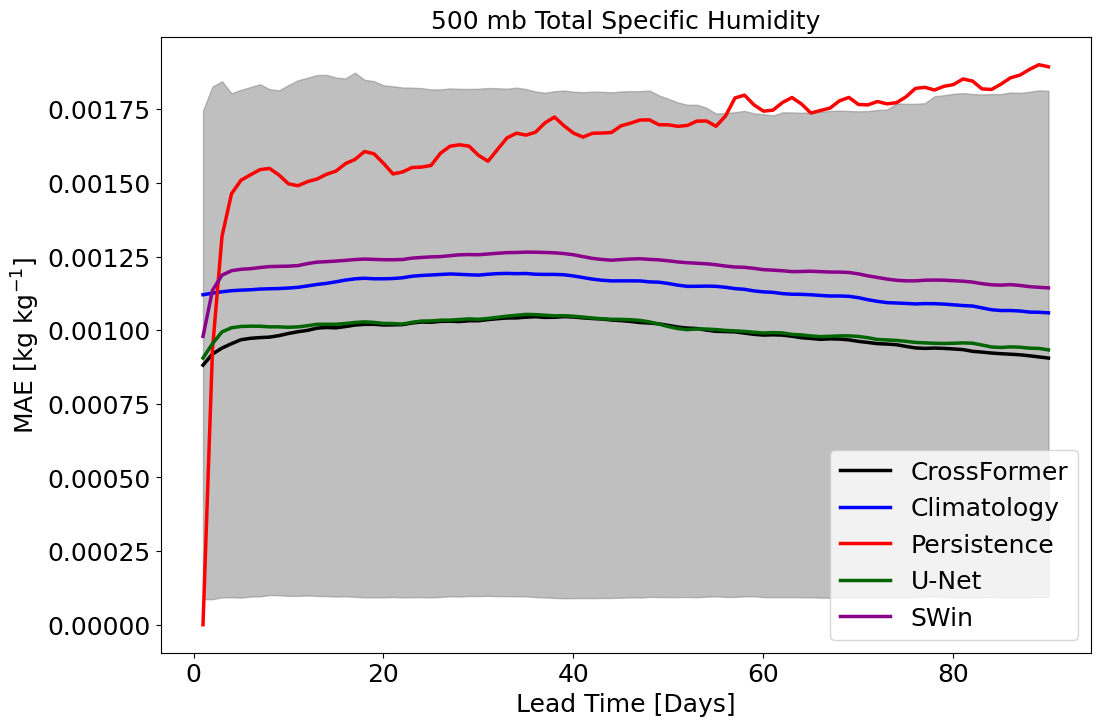 500 mb Total Specific Humidity
MAE [kg kg⁻¹]
0.00175
0.00150
0.00125
0.00100
0.00075
0.00050
0.00025
0.00000
0 20 40 60 80
Lead Time [Days]
CrossFormer
Climatology
Persistence
U-Net
SWin